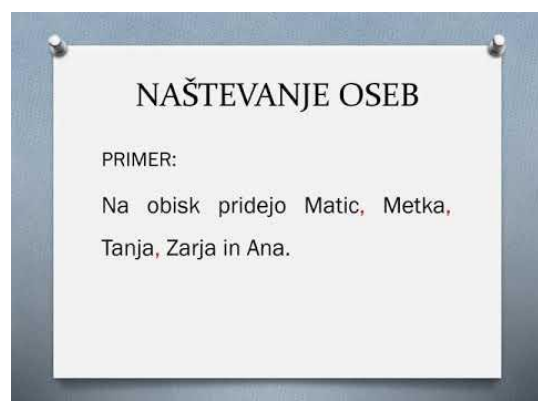 NAŠTEVANJE OSEB
PRIMER:
Na obisk pridejo Matic, Metka,
Tanja, Zarja in Ana.